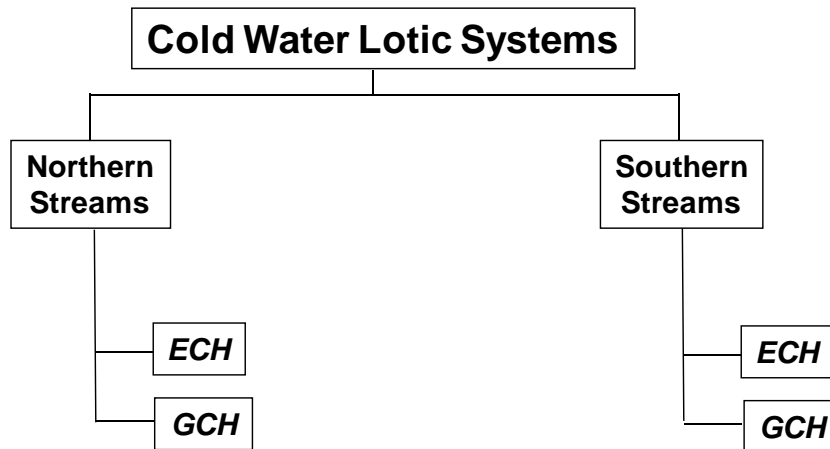 Cold Water Lotic Systems
Northern
Streams
Southern
Streams
ECH
GCH
ECH
GCH